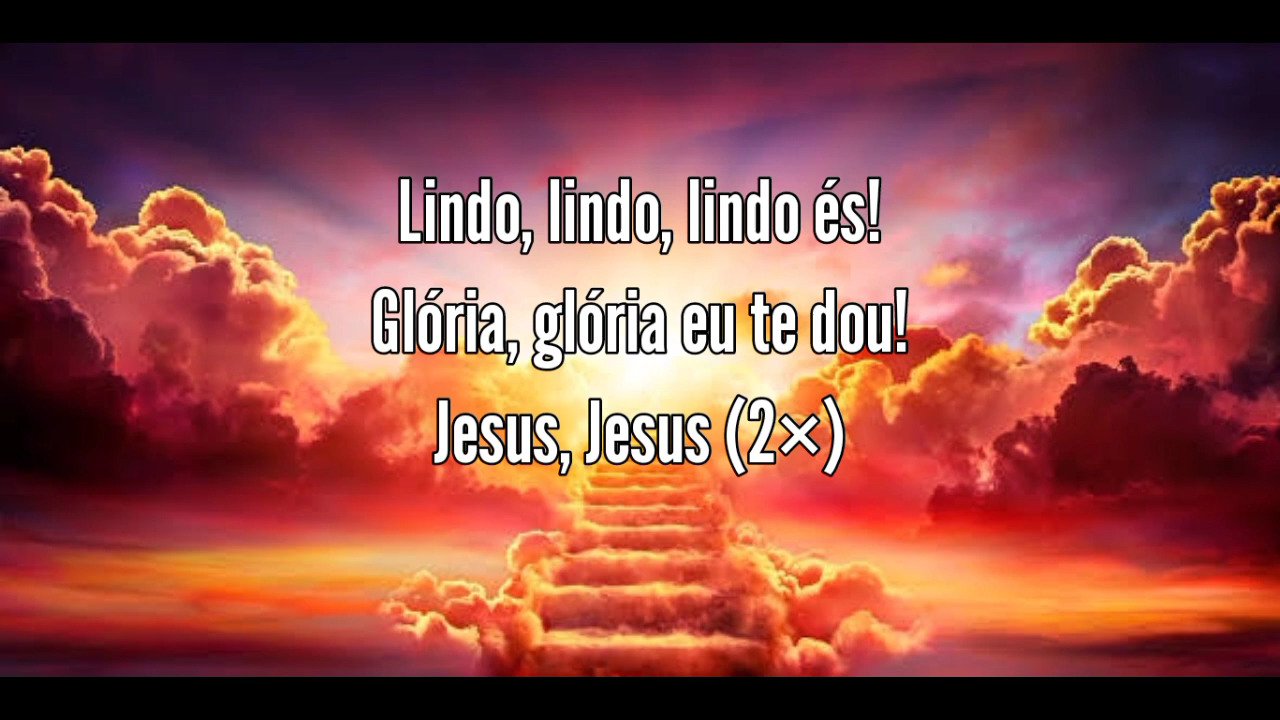 Lindo, lindo, lindo és!
Glória, glória eu te dou!
Jesus, Jesus (2×)